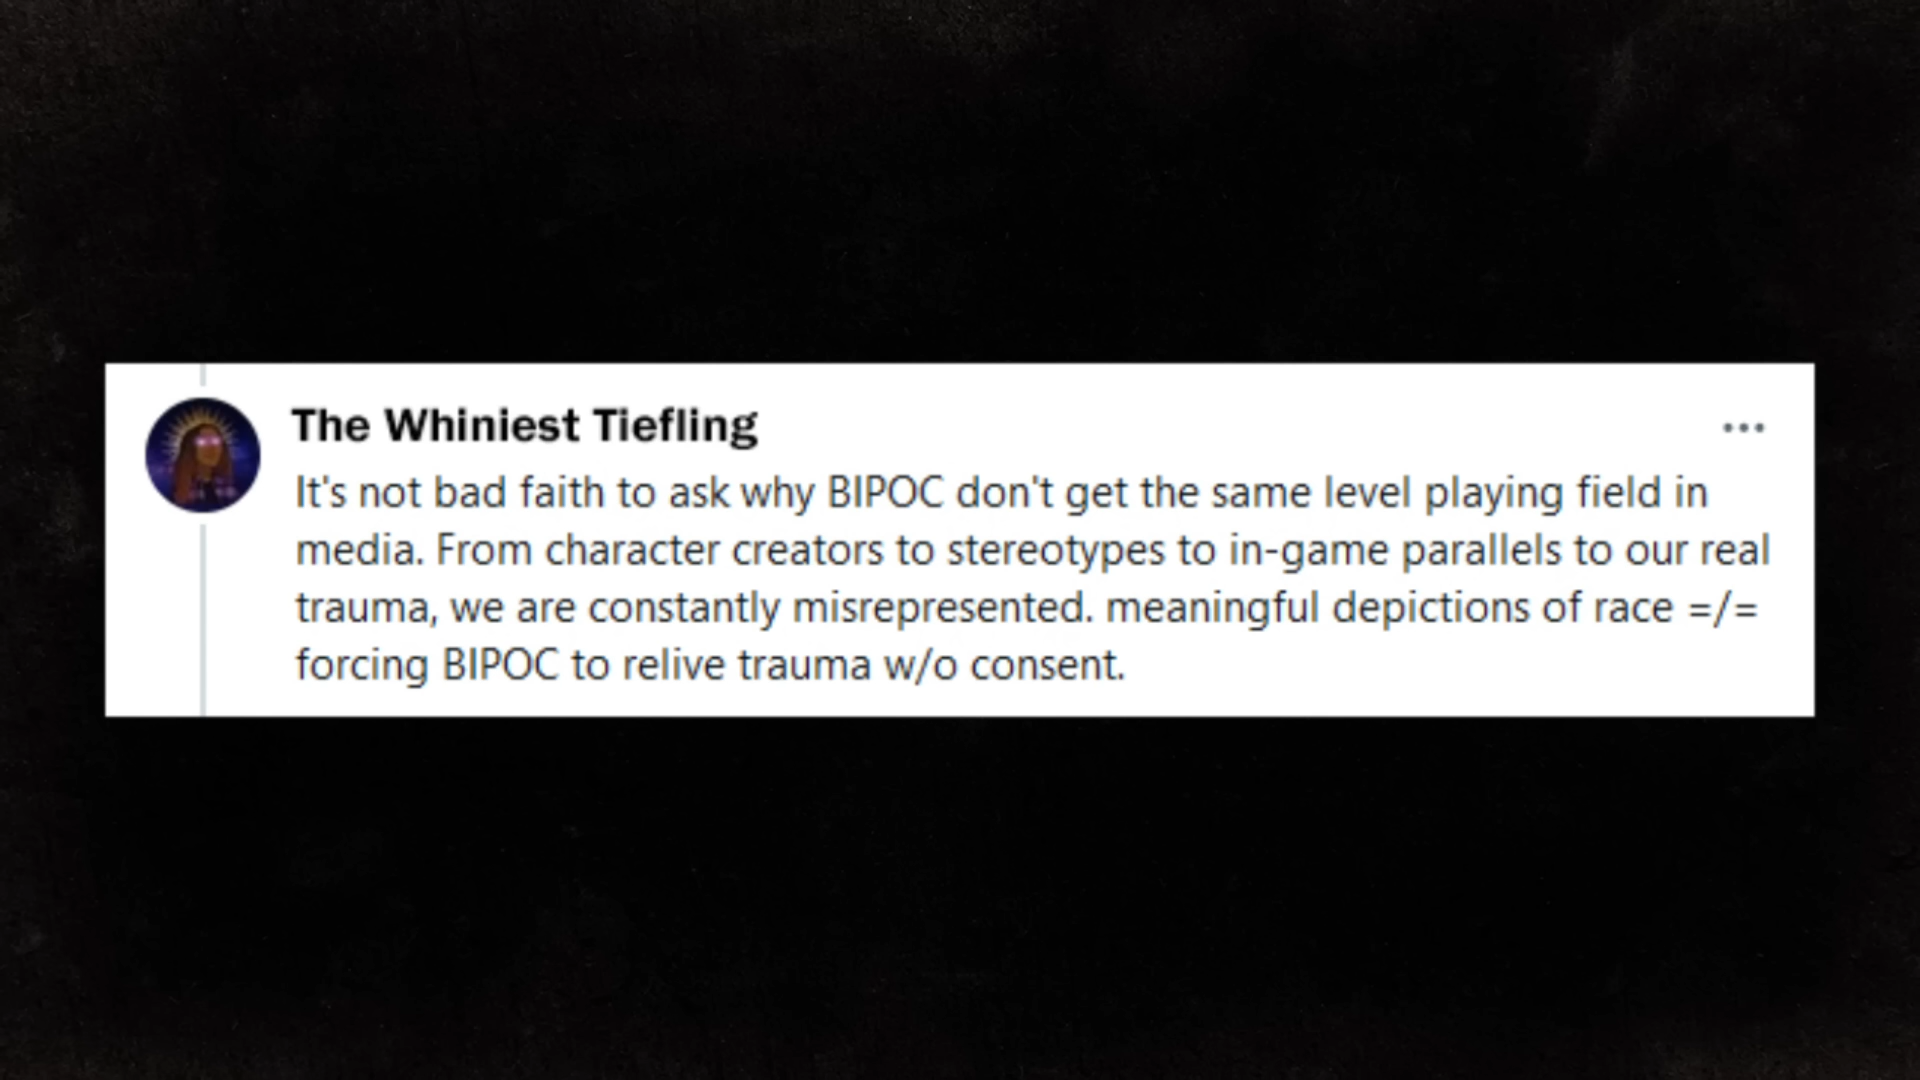 The Whiniest Tiefling
It's not bad faith to ask why BIPOC don't get the same level playing field in
media. From character creators to stereotypes to in-game parallels to our real
trauma, we are constantly misrepresented. meaningful depictions of race =/=
forcing BIPOC to relive trauma w/o consent.